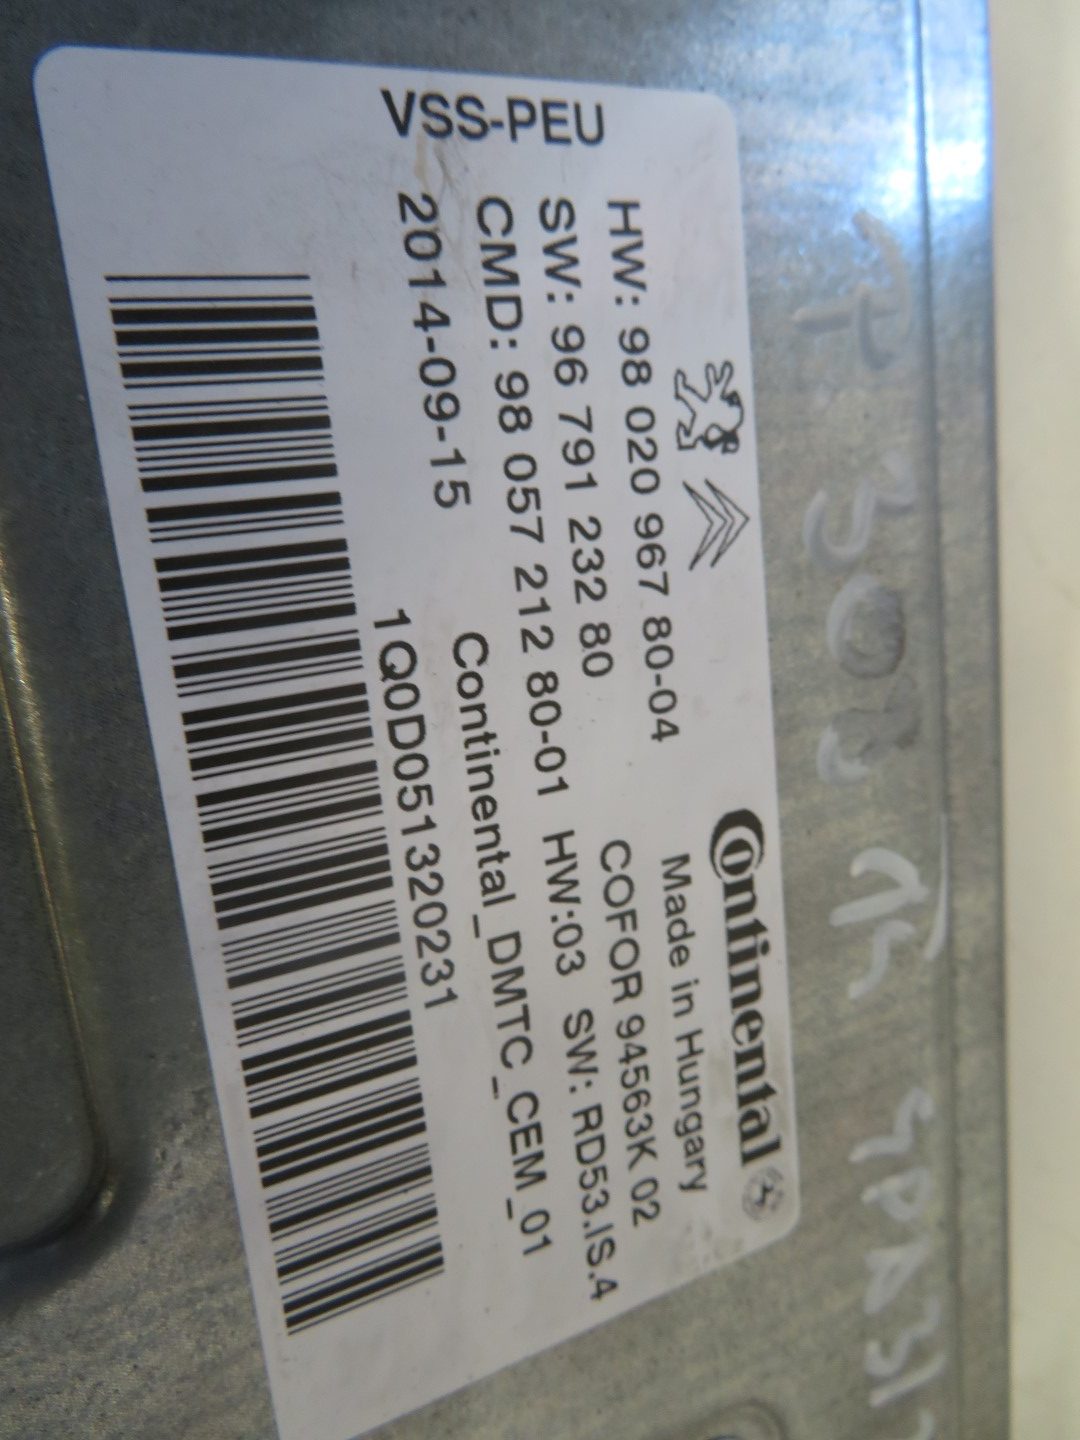 Continental
HW: 98 020 967 80-04
Made in Hungary
SW: 96 791 232 80
COFOR 94563K 02
CMD: 98 057 212 80-01 HW:03 SW: RD53.IS.4
2014-09-15
Continental_DMTC_CEM_01
VSS-PEU
1Q0D051320231